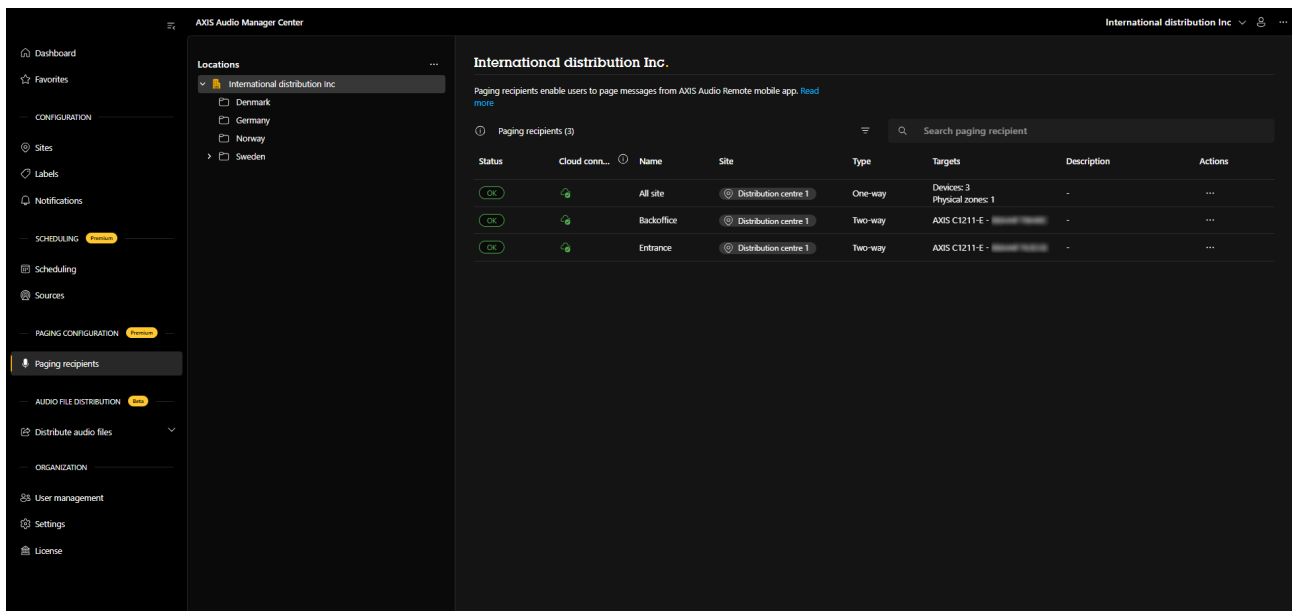 AXIS Audio Manager Center
International distribution Inc
Dashboard
Favorites
CONFIGURATION
Sites
Labels
Notifications
SCHEDULING Premium
Scheduling
Sources
PAGING CONFIGURATION Premium
Paging recipients
AUDIO FILE DISTRIBUTION Beta
Distribute audio files
ORGANIZATION
User management
Settings
License
Locations
International distribution Inc
Denmark
Germany
Norway
Sweden
International distribution Inc.
Paging recipients enable users to page messages from AXIS Audio Remote mobile app. Read
more
Paging recipients (3)
Search paging recipient
Status Cloud conn... Name Site Type Targets Description Actions
OK All site Distribution centre 1 One-way Devices: 3 -
Physical zones: 1
OK Backoffice Distribution centre 1 Two-way AXIS C1211-E - -
OK Entrance Distribution centre 1 Two-way AXIS C1211-E - -